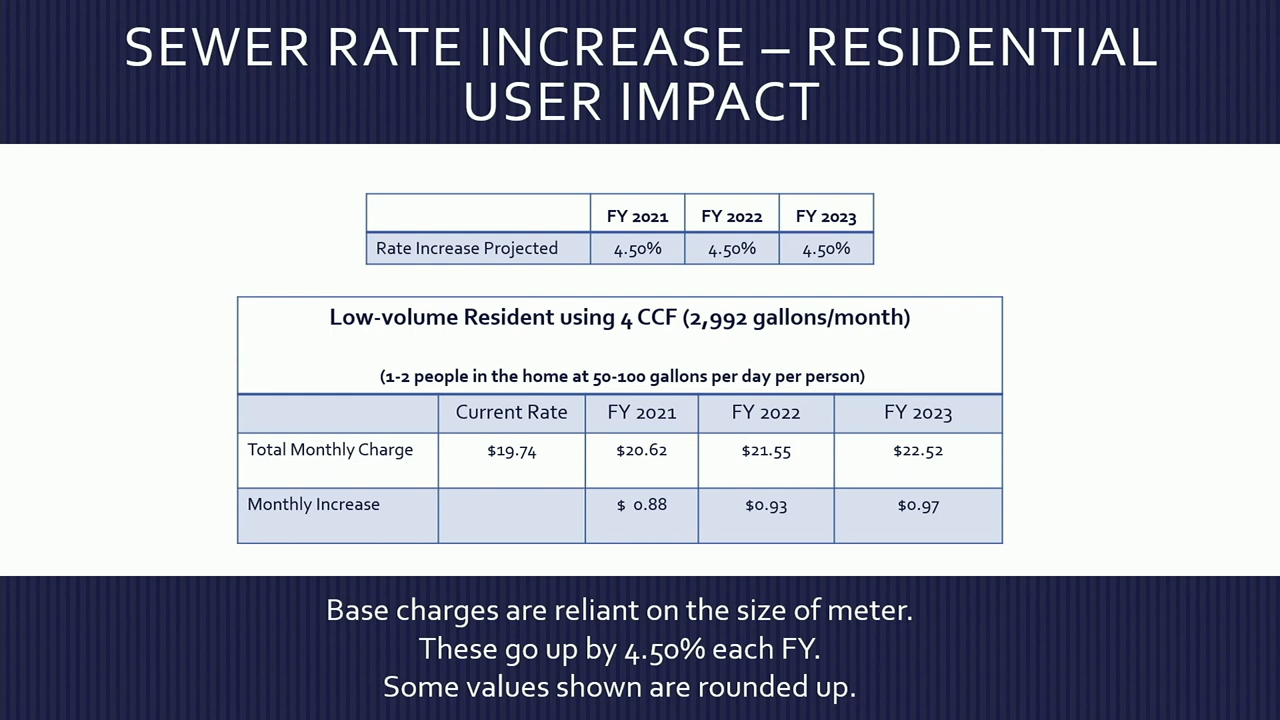 SEWER RATE INCREASE – RESIDENTIAL
USER IMPACT
FY 2021 FY 2022 FY 2023
Rate Increase Projected 4.50% 4.50% 4.50%
Low-volume Resident using 4 CCF (2,992 gallons/month)
(1-2 people in the home at 50-100 gallons per day per person)
Current Rate FY 2021 FY 2022 FY 2023
Total Monthly Charge $19.74 $20.62 $21.55 $22.52
Monthly Increase $ 0.88 $0.93 $0.97
Base charges are reliant on the size of meter.
These go up by 4.50% each FY.
Some values shown are rounded up.